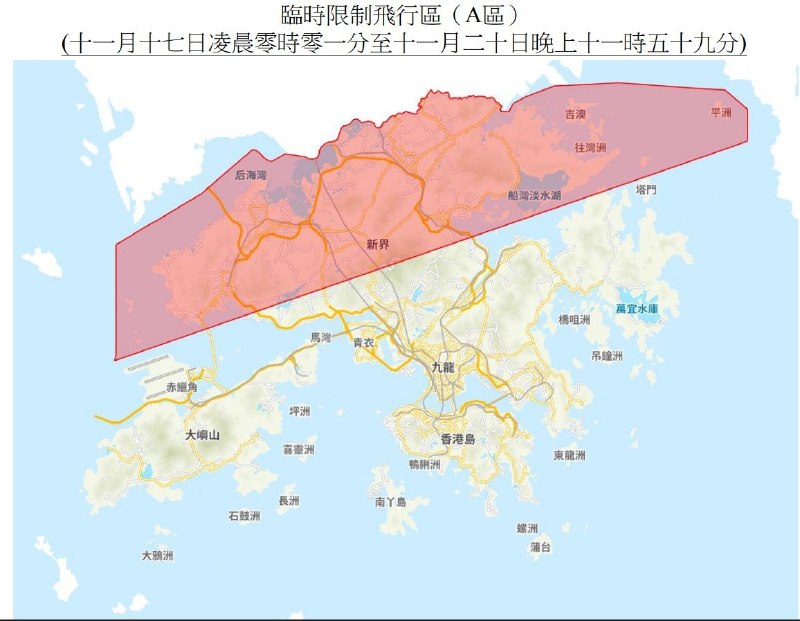 臨時限制飛行區（A區）
(十一月十七日凌晨零時零一分至十一月二十日晚上十一時五十九分)
吉澳
平洲
往灣洲
后海灣
船灣淡水湖
塔門
新界
萬宜水庫
橋咀洲
馬灣
青衣
吊鐘洲
九龍
赤鱲角
坪洲
大嶼山
香港島
喜靈洲
東龍洲
鴨脷洲
長洲
南丫島
石鼓洲
螺洲
蒲台
大鴉洲